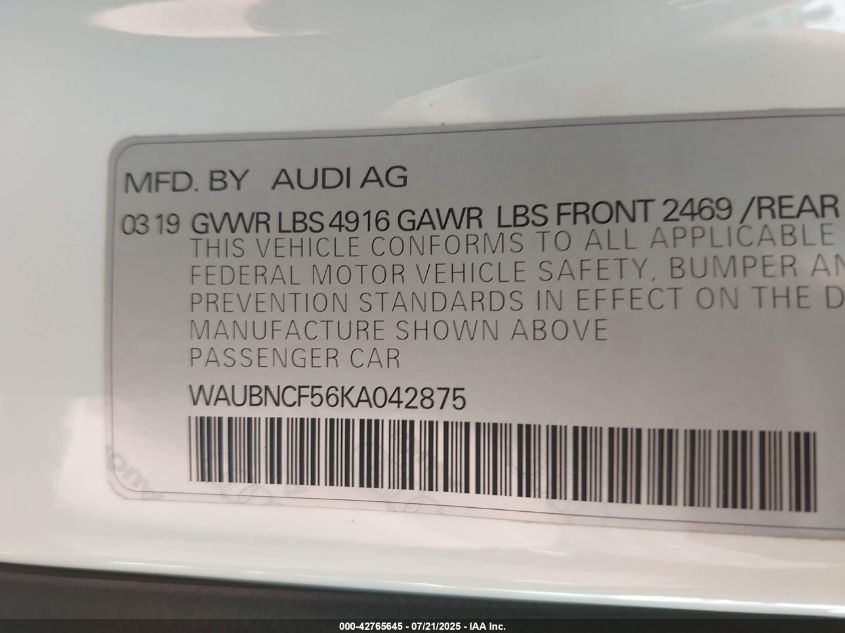 MFD. BY AUDI AG
03 19 GVWR LBS 4916 GAWR LBS FRONT 2469 /REAR
THIS VEHICLE CONFORMS TO ALL APPLICABLE
FEDERAL MOTOR VEHICLE SAFETY, BUMPER AN
PREVENTION STANDARDS IN EFFECT ON THE D
MANUFACTURE SHOWN ABOVE
PASSENGER CAR
WAUBNCF56KA042875
000-42765645 - 07/21/2025 - IAA Inc.